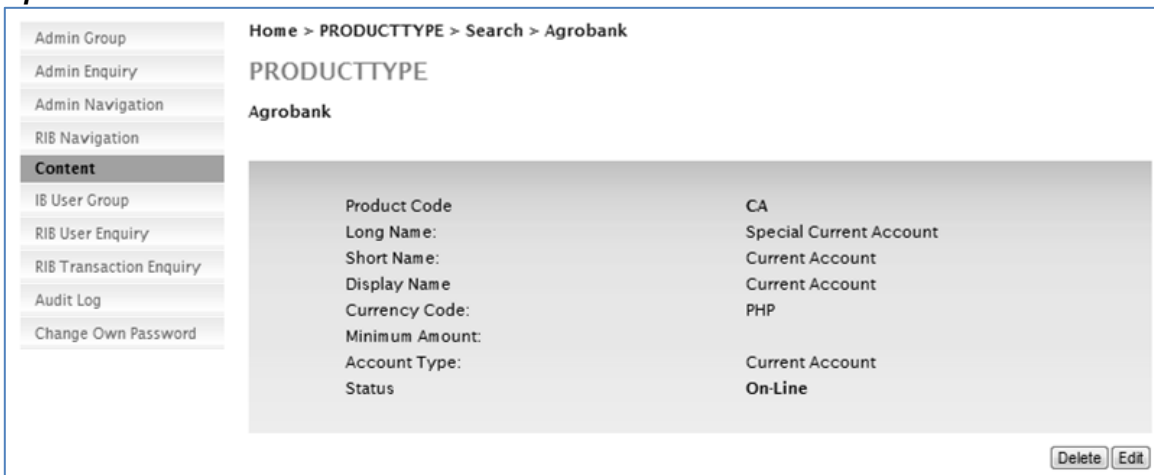 Admin Group
Admin Enquiry
Admin Navigation
RIB Navigation
Content
IB User Group
RIB User Enquiry
RIB Transaction Enquiry
Audit Log
Change Own Password
Home > PRODUCTTYPE > Search > Agrobank
PRODUCTTYPE
Agrobank
Product Code CA
Long Name: Special Current Account
Short Name: Current Account
Display Name Current Account
Currency Code: PHP
Minimum Amount:
Account Type: Current Account
Status On-Line
Delete Edit